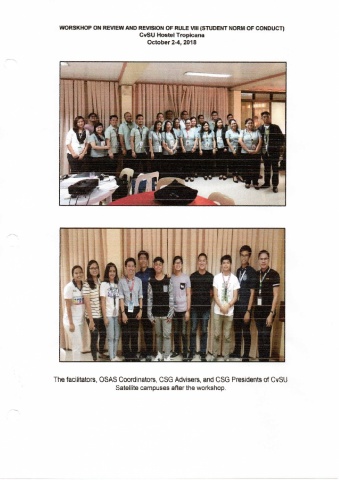 WORSKHOP ON REVIEW AND REVISION OF RULE VIII (STUDENT NORM OF CONDUCT)
CvSU Hostel Tropicana
October 2-4, 2018
The facilitators, OSAS Coordinators, CSG Advisers, and CSG Presidents of CvSU
Satellite campuses after the workshop.